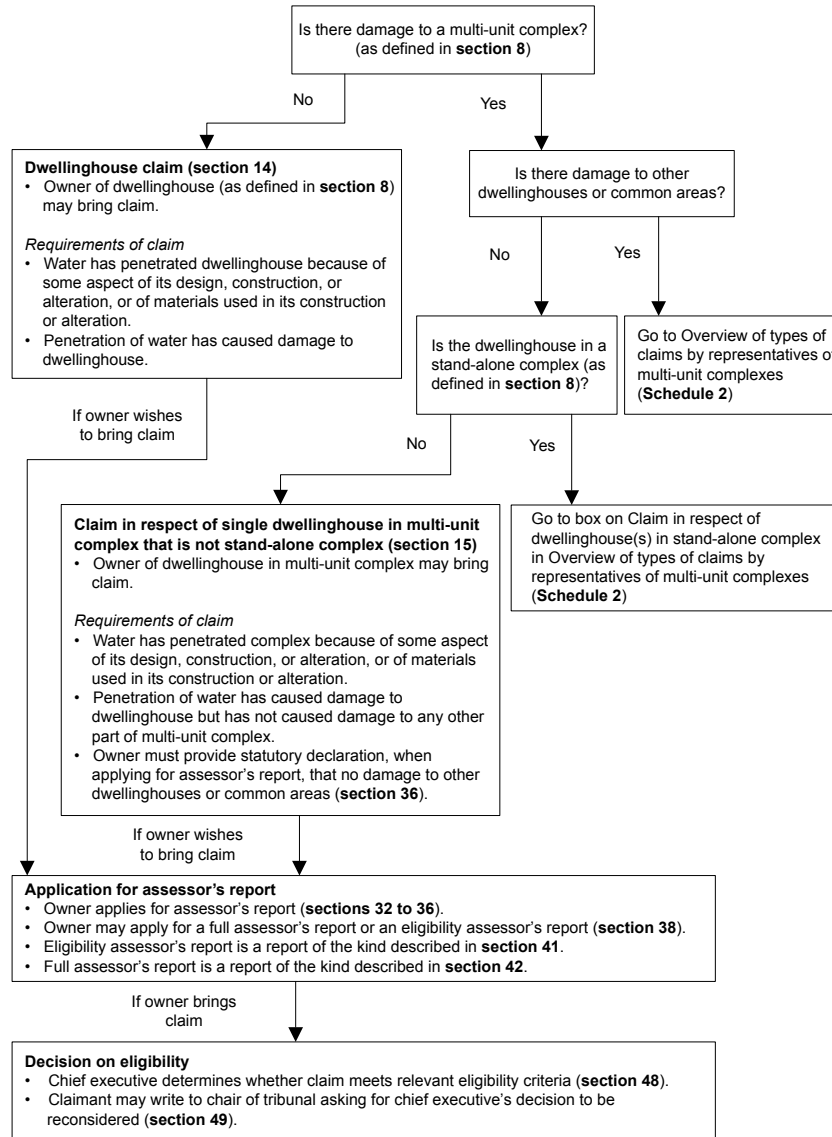 Is there damage to a multi-unit complex?
(as defined in section 8)
No
Yes
Dwellinghouse claim (section 14)
• Owner of dwellinghouse (as defined in section 8)
may bring claim.
Requirements of claim
• Water has penetrated dwellinghouse because of
some aspect of its design, construction, or
alteration, or of materials used in its construction
or alteration.
• Penetration of water has caused damage to
dwellinghouse.
Is there damage to other
dwellinghouses or common areas?
No
Yes
Is the dwellinghouse in a
stand-alone complex (as
defined in section 8)?
Go to Overview of types of
claims by representatives of
multi-unit complexes
(Schedule 2)
If owner wishes
to bring claim
No
Yes
Claim in respect of single dwellinghouse in multi-unit
complex that is not stand-alone complex (section 15)
• Owner of dwellinghouse in multi-unit complex may bring
claim.
Requirements of claim
• Water has penetrated complex because of some aspect
of its design, construction, or alteration, or of materials
used in its construction or alteration.
• Penetration of water has caused damage to
dwellinghouse but has not caused damage to any other
part of multi-unit complex.
• Owner must provide statutory declaration, when
applying for assessor's report, that no damage to other
dwellinghouses or common areas (section 36).
Go to box on Claim in respect of
dwellinghouse(s) in stand-alone complex
in Overview of types of claims by
representatives of multi-unit complexes
(Schedule 2)
If owner wishes
to bring claim
Application for assessor's report
• Owner applies for assessor's report (sections 32 to 36).
• Owner may apply for a full assessor's report or an eligibility assessor's report (section 38).
• Eligibility assessor's report is a report of the kind described in section 41.
• Full assessor's report is a report of the kind described in section 42.
If owner brings
claim
Decision on eligibility
• Chief executive determines whether claim meets relevant eligibility criteria (section 48).
• Claimant may write to chair of tribunal asking for chief executive's decision to be
reconsidered (section 49).